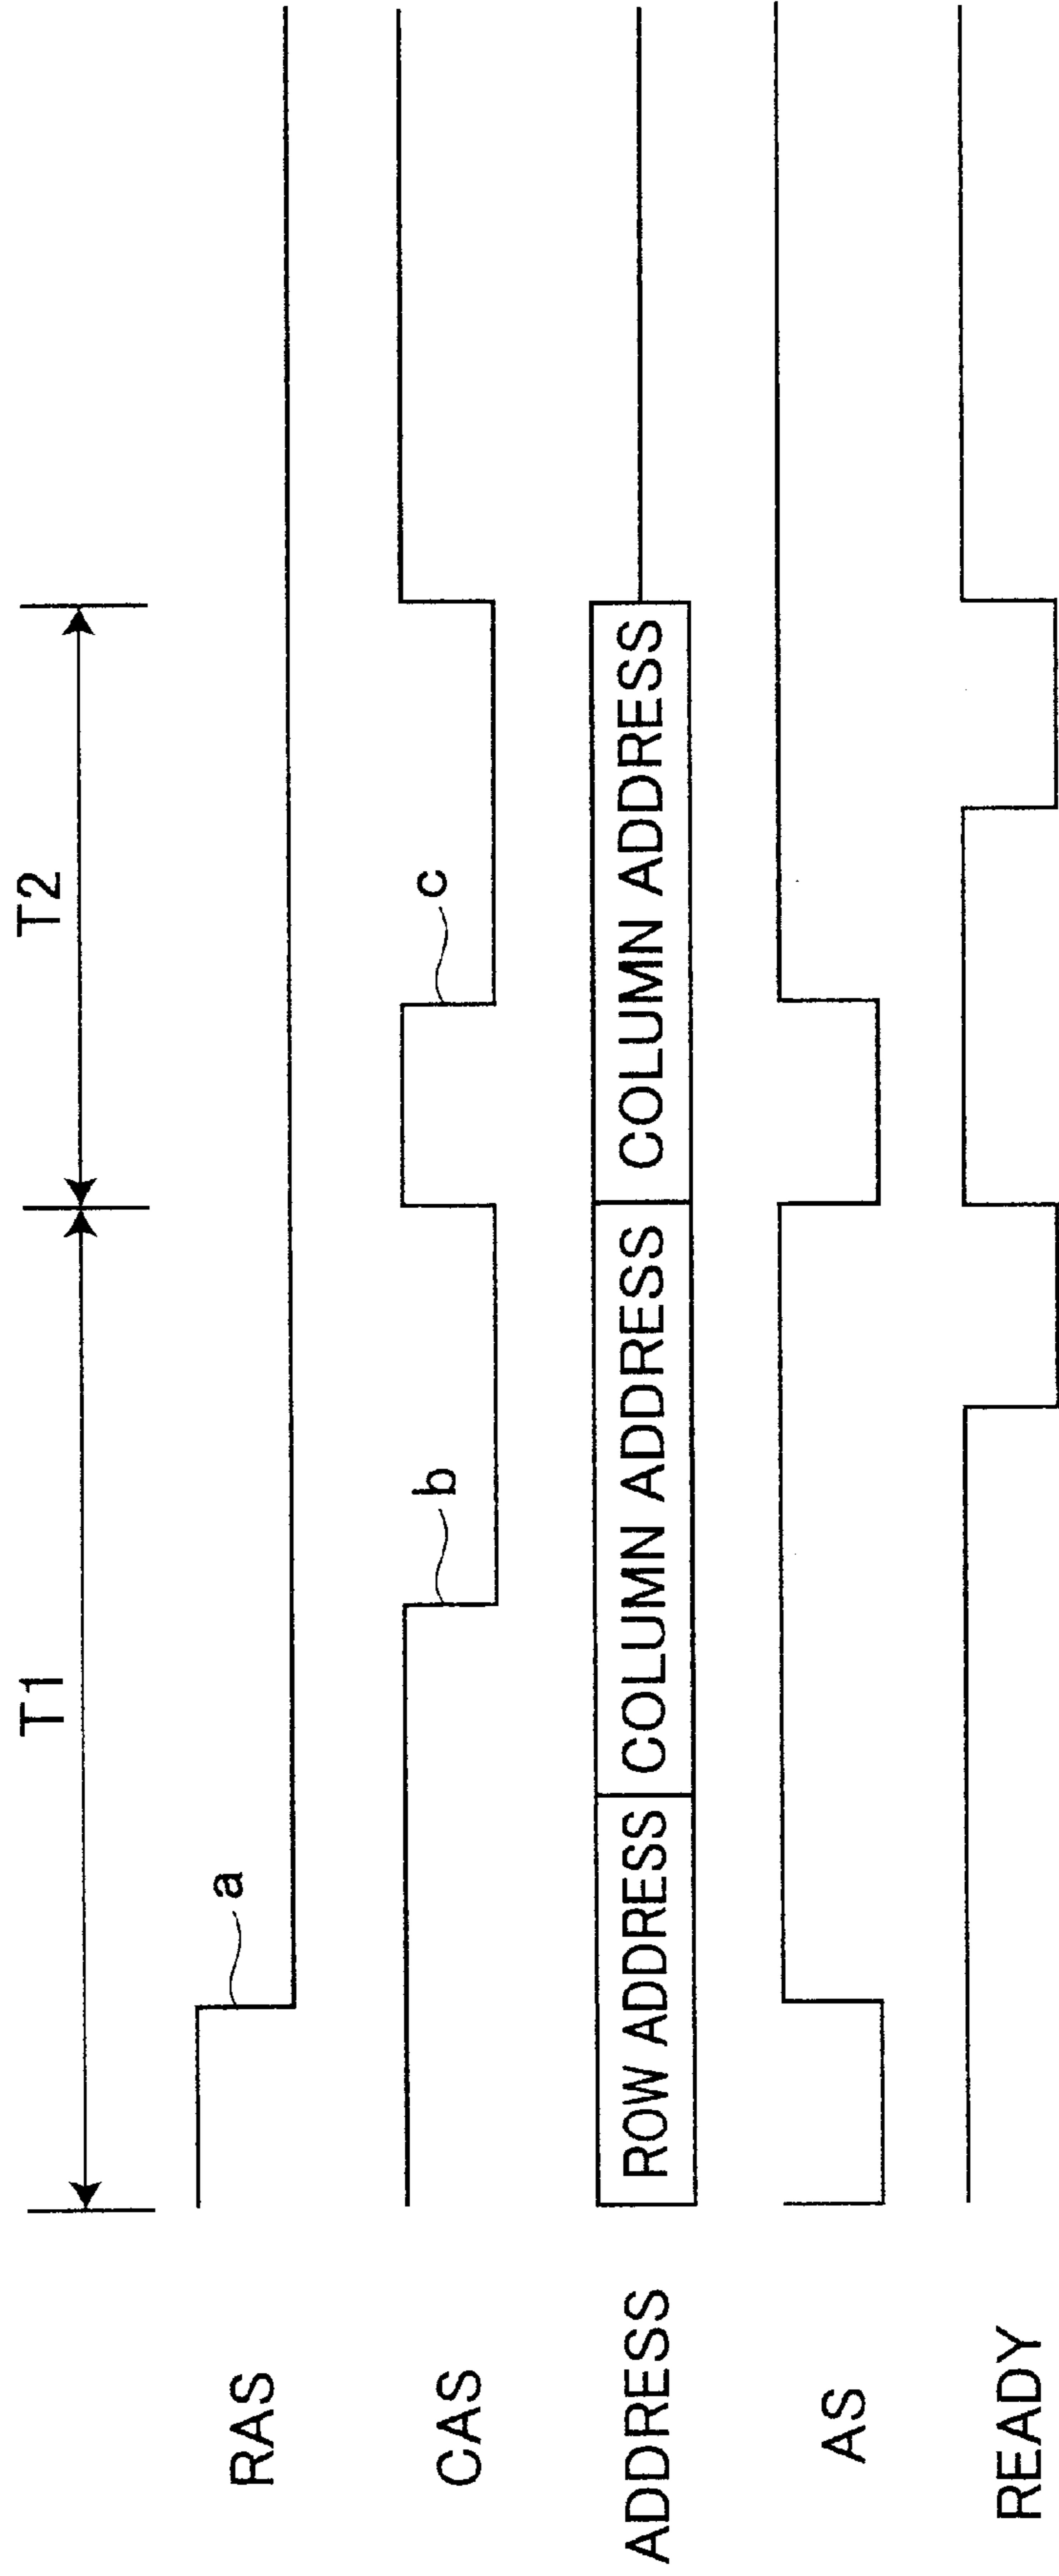 T1 T2
RAS a
CAS b c
ADDRESS ROW ADDRESS COLUMN ADDRESS COLUMN ADDRESS
AS
READY